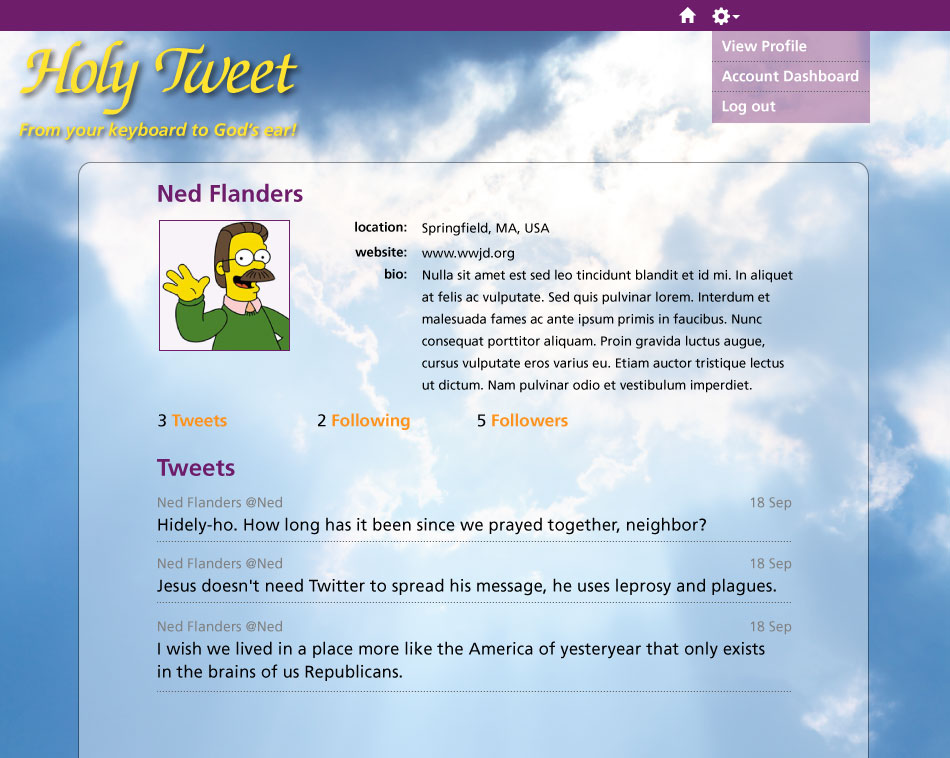 View Profile
Account Dashboard
Log out
Holy Tweet
From your keyboard to God's ear!
Ned Flanders
location: Springfield, MA, USA
website: www.wwjd.org
bio: Nulla sit amet est sed leo tincidunt blandit et id mi. In aliquet
at felis ac vulputate. Sed quis pulvinar lorem. Interdum et
malesuada fames ac ante ipsum primis in faucibus. Nunc
consequat porttitor aliquam. Proin gravida luctus augue,
cursus vulputate eros varius eu. Etiam auctor tristique lectus
ut dictum. Nam pulvinar odio et vestibulum imperdiet.
3 Tweets 2 Following 5 Followers
Tweets
Ned Flanders @Ned 18 Sep
Hidely-ho. How long has it been since we prayed together, neighbor?
Ned Flanders @Ned 18 Sep
Jesus doesn't need Twitter to spread his message, he uses leprosy and plagues.
Ned Flanders @Ned 18 Sep
I wish we lived in a place more like the America of yesteryear that only exists
in the brains of us Republicans.